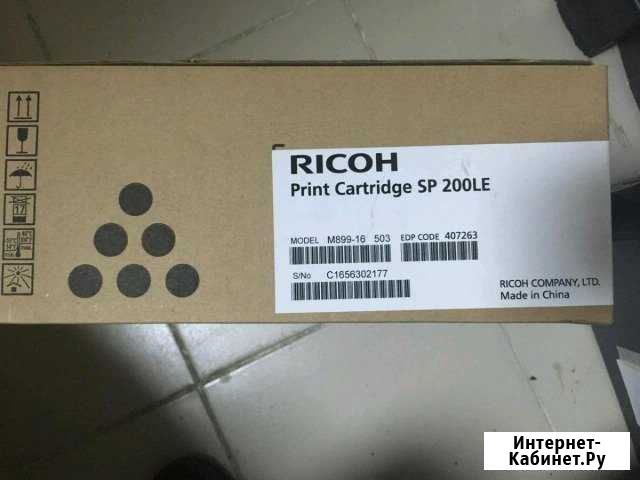 RICOH
Print Cartridge SP 200LE
MODEL M899-16 503 EDP CODE 407263
S/No C1656302177
RICOH COMPANY, LTD.
Made in China
17
Интернет-
Кабинет.Ру